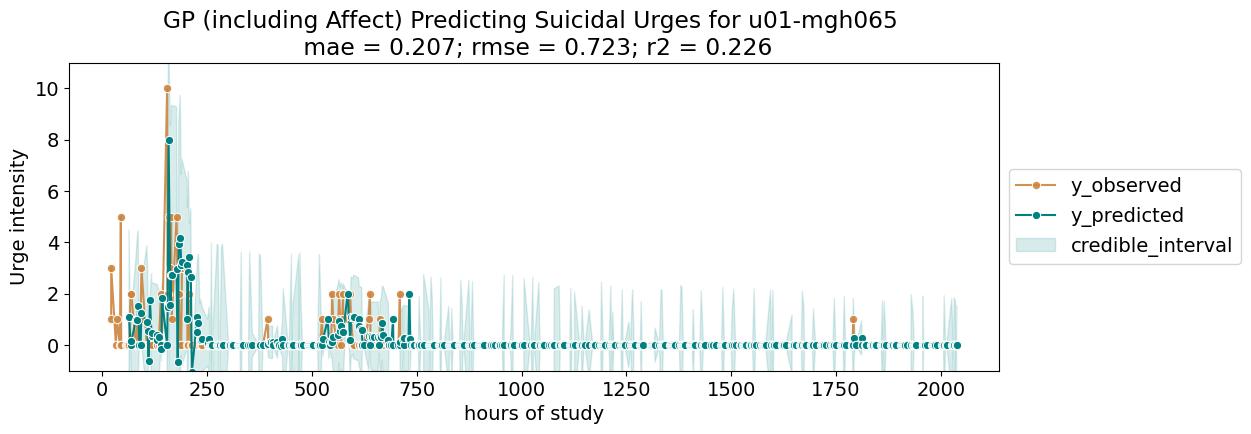 GP (including Affect) Predicting Suicidal Urges for u01-mgh065
mae = 0.207; rmse = 0.723; r2 = 0.226
Urge intensity
10
8
6
4
2
0
0 250 500 750 1000 1250 1500 1750 2000
hours of study
y_observed
y_predicted
credible_interval